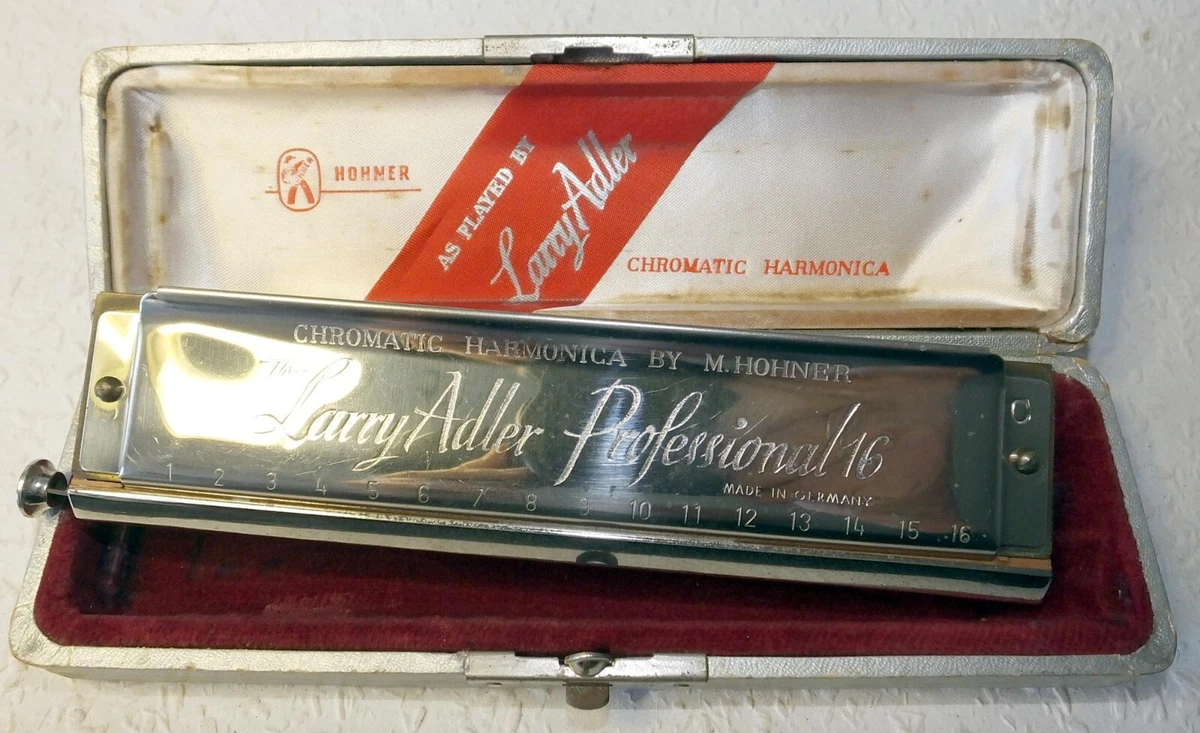 HOHNER
AS PLAYED BY
Larry Adler
CHROMATIC HARMONICA
CHROMATIC HARMONICA BY M. HOHNER
The
Larry Adler Professional 16
MADE IN GERMANY
C
1 2 3 4 5 6 7 8 9 10 11 12 13 14 15 16